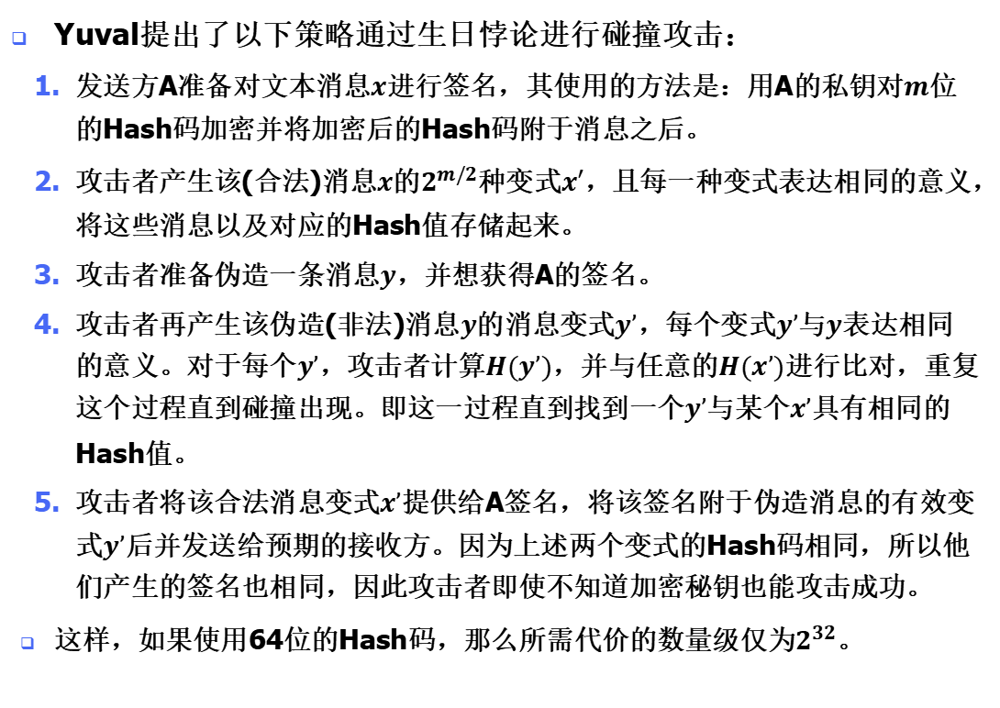 Yuval提出了以下策略通过生日悖论进行碰撞攻击：
1. 发送方A准备对文本消息x进行签名，其使用的方法是：用A的私钥对m位
的Hash码加密并将加密后的Hash码附于消息之后。
2. 攻击者产生该(合法)消息x的2^{m/2}种变式x′，且每一种变式表达相同的意义，
将这些消息以及对应的Hash值存储起来。
3. 攻击者准备伪造一条消息y，并想获得A的签名。
4. 攻击者再产生该伪造(非法)消息y的消息变式y′，每个变式y′与y表达相同
的意义。对于每个y′，攻击者计算H(y′)，并与任意的H(x′)进行比对，重复
这个过程直到碰撞出现。即这一过程直到找到一个y′与某个x′具有相同的
Hash值。
5. 攻击者将该合法消息变式x′提供给A签名，将该签名附于伪造消息的有效变
式y′后并发送给预期的接收方。因为上述两个变式的Hash码相同，所以他
们产生的签名也相同，因此攻击者即使不知道加密秘钥也能攻击成功。
这样，如果使用64位的Hash码，那么所需代价的数量级仅为2^{32}。